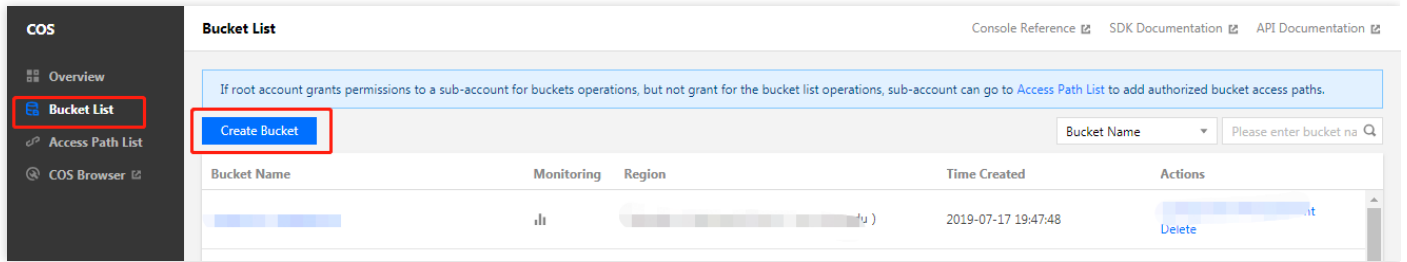 COS
Bucket List
Console Reference
SDK Documentation
API Documentation
Overview
Bucket List
Access Path List
COS Browser
If root account grants permissions to a sub-account for buckets operations, but not grant for the bucket list operations, sub-account can go to Access Path List to add authorized bucket access paths.
Create Bucket
Bucket Name
Please enter bucket na
Bucket Name
Monitoring
Region
Time Created
Actions
)
2019-07-17 19:47:48
Delete